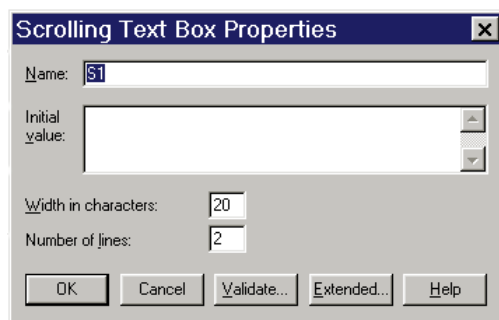 Scrolling Text Box Properties
Name: S1
Initial
value:
Width in characters: 20
Number of lines: 2
OK Cancel Validate... Extended... Help